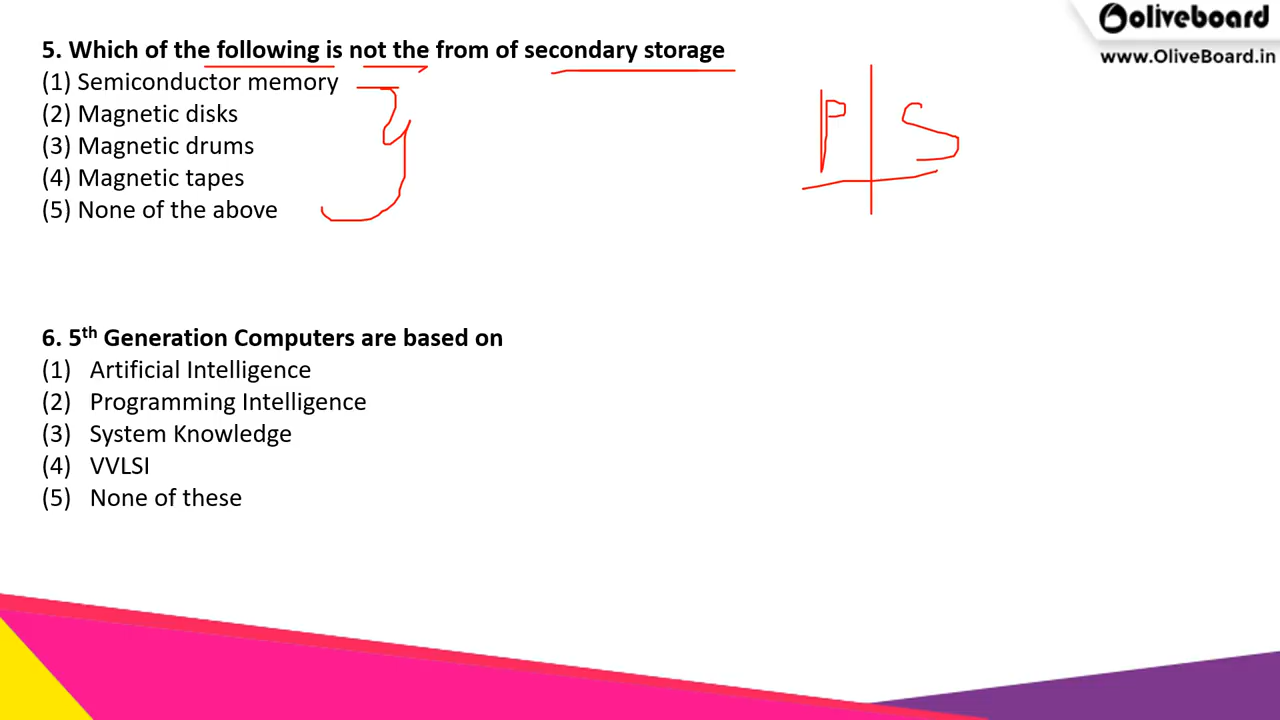 oliveboard
www.OliveBoard.in
5. Which of the following is not the from of secondary storage
(1) Semiconductor memory
(2) Magnetic disks
(3) Magnetic drums
(4) Magnetic tapes
(5) None of the above
P S
6. 5th Generation Computers are based on
(1) Artificial Intelligence
(2) Programming Intelligence
(3) System Knowledge
(4) VVLSI
(5) None of these